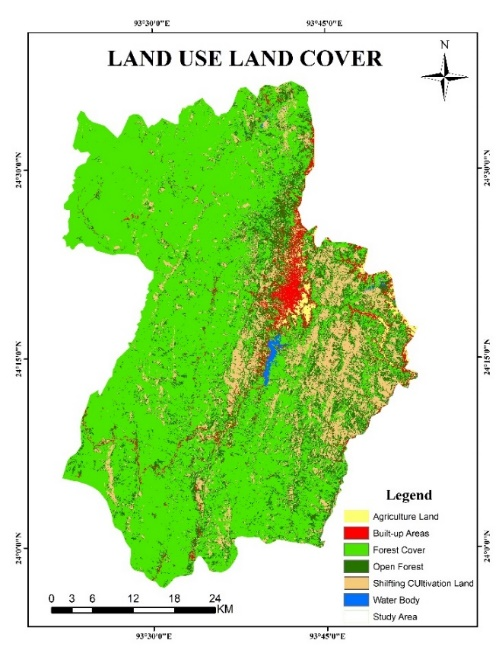 93°30'0"E 93°45'0"E
LAND USE LAND COVER
N
24°30'0"N 24°30'0"N
24°15'0"N 24°15'0"N
24°0'0"N 24°0'0"N
Legend
Agriculture Land
Built-up Areas
Forest Cover
Open Forest
Shilfting CUltivation Land
Water Body
Study Area
0 3 6 12 18 24
KM
93°30'0"E 93°45'0"E